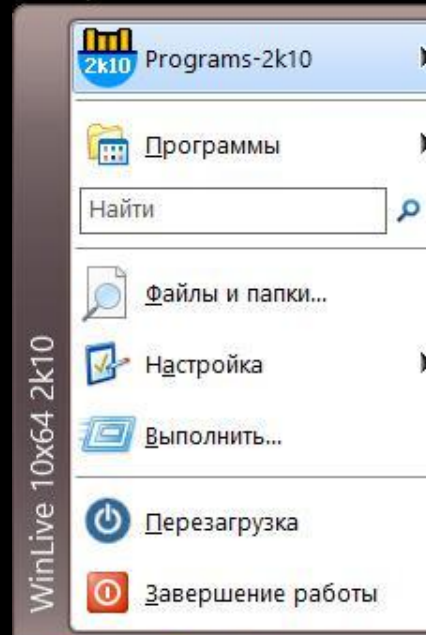 2k10 Programs-2k10
Программы
Найти
Файлы и папки...
Настройка
Выполнить...
Перезагрузка
Завершение работы
WinLive 10x64 2k10